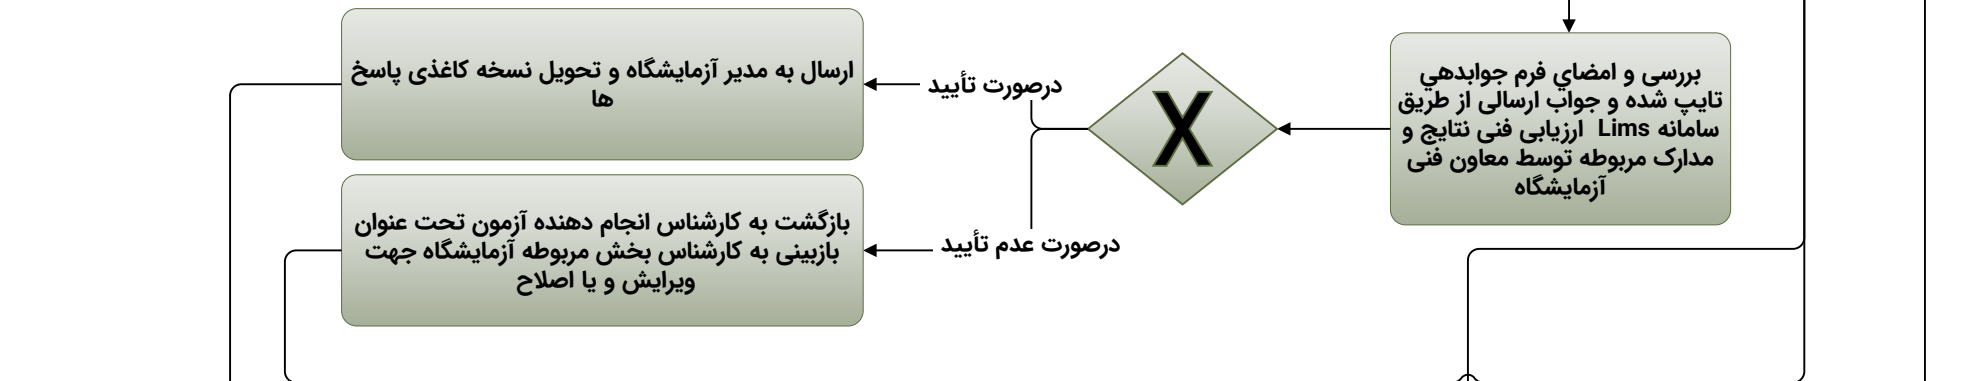 بررسی و امضاي فرم جوابدهي
تایپ شده و جواب ارسالی از طریق
سامانه Lims ارزیابی فنی نتایج و
مدارک مربوطه توسط معاون فنی
آزمایشگاه
X
درصورت تأیید
ارسال به مدیر آزمایشگاه و تحویل نسخه کاغذی پاسخ
ها
درصورت عدم تأیید
بازگشت به کارشناس انجام دهنده آزمون تحت عنوان
بازبینی به کارشناس بخش مربوطه آزمایشگاه جهت
ویرایش و یا اصلاح